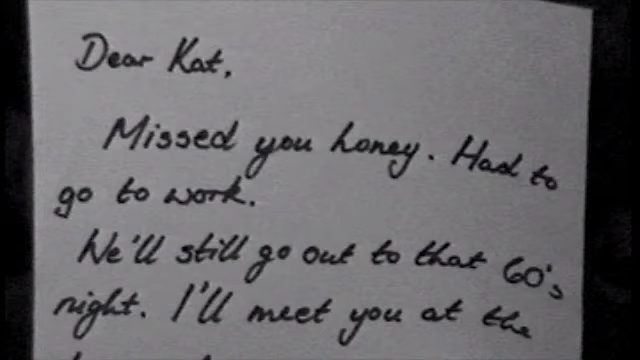 Dear Kat,
Missed you honey. Had to
go to work.
We'll still go out to that 60's
night. I'll meet you at the